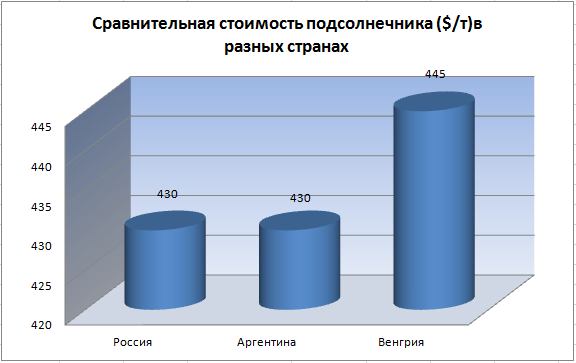 Сравнительная стоимость подсолнечника ($/т)в
разных странах
445
430
430
445
440
435
430
425
420
Россия
Аргентина
Венгрия